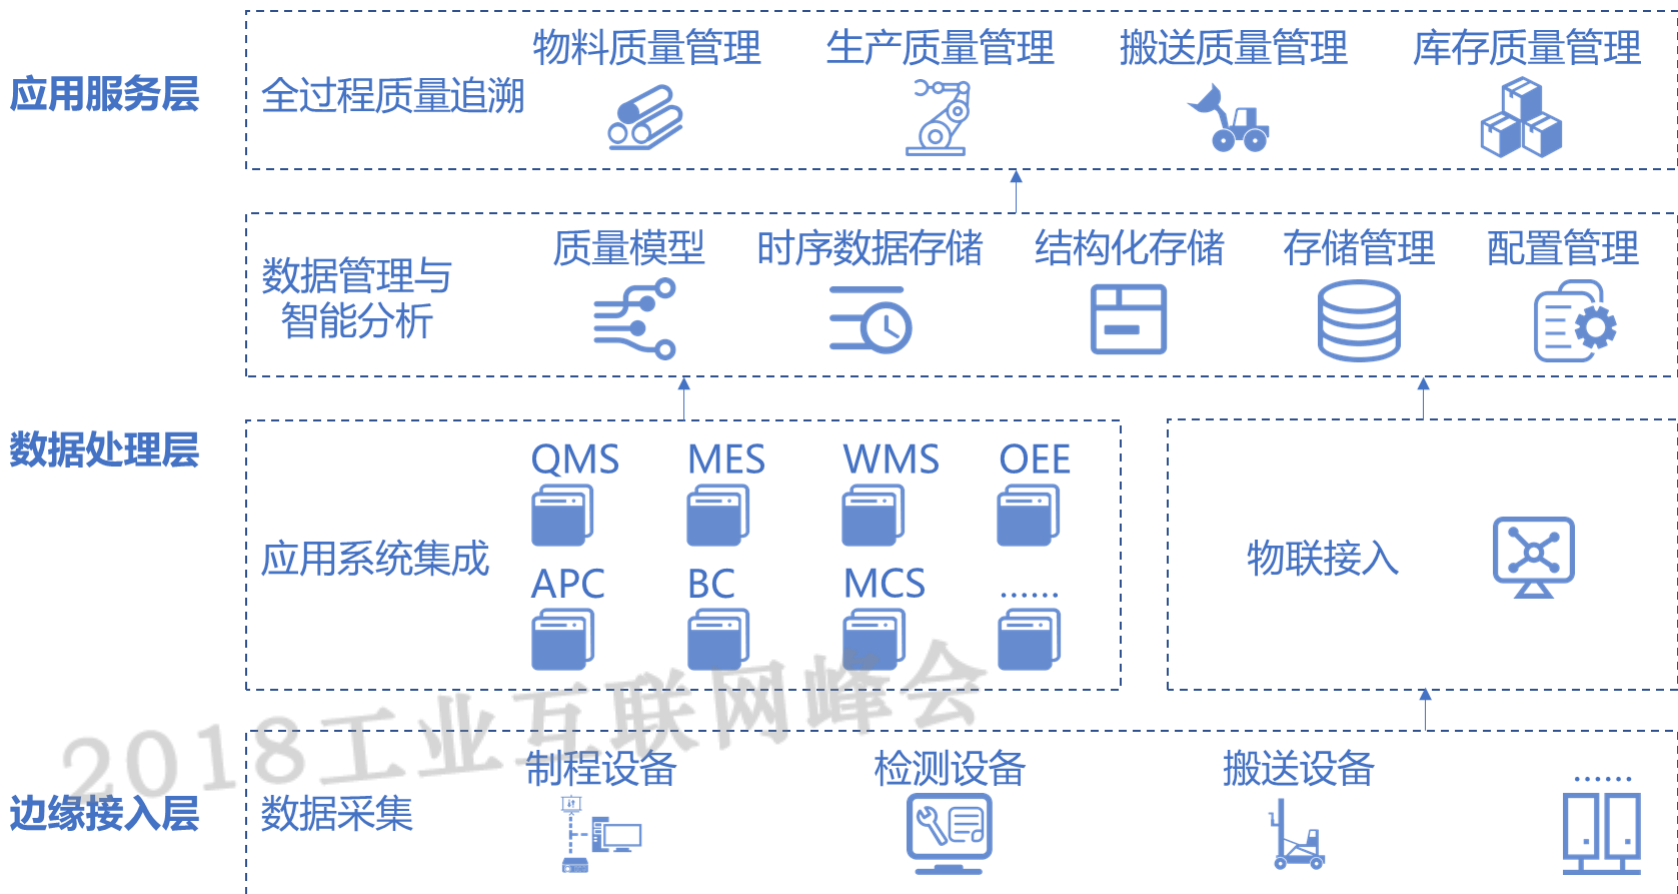 物料质量管理 生产质量管理 搬送质量管理 库存质量管理
应用服务层 全过程质量追溯
质量模型 时序数据存储 结构化存储 存储管理 配置管理
数据管理与
智能分析
数据处理层
QMS MES WMS OEE
应用系统集成
物联接入
APC BC MCS ……
2018工业互联网峰会
制程设备 检测设备 搬送设备 ……
边缘接入层 数据采集